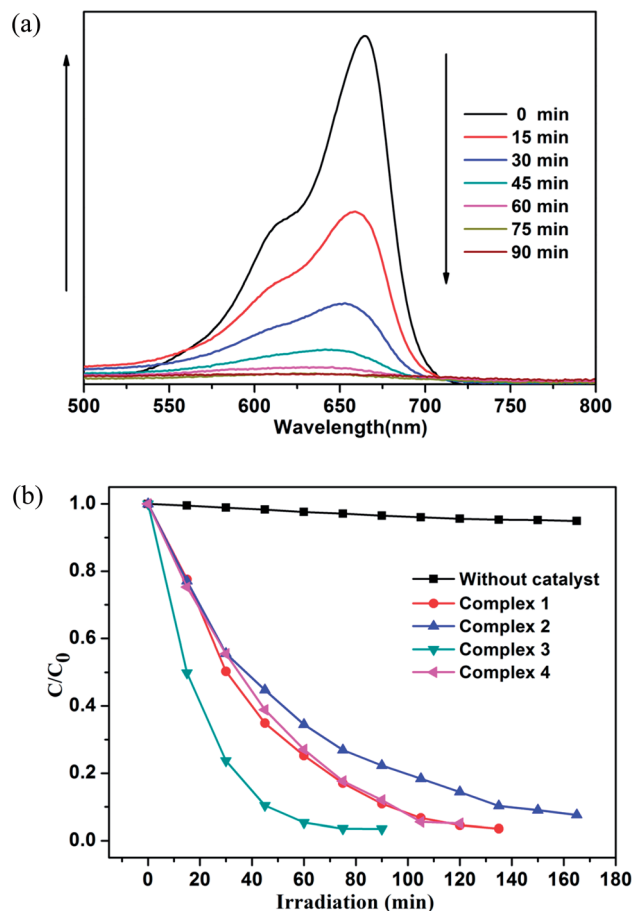 (a)
0 min
15 min
30 min
45 min
60 min
75 min
90 min
500 550 600 650 700 750 800
Wavelength(nm)
(b)
1.0
0.8
0.6
0.4
0.2
0.0
C/C0
Without catalyst
Complex 1
Complex 2
Complex 3
Complex 4
0 20 40 60 80 100 120 140 160 180
Irradiation (min)